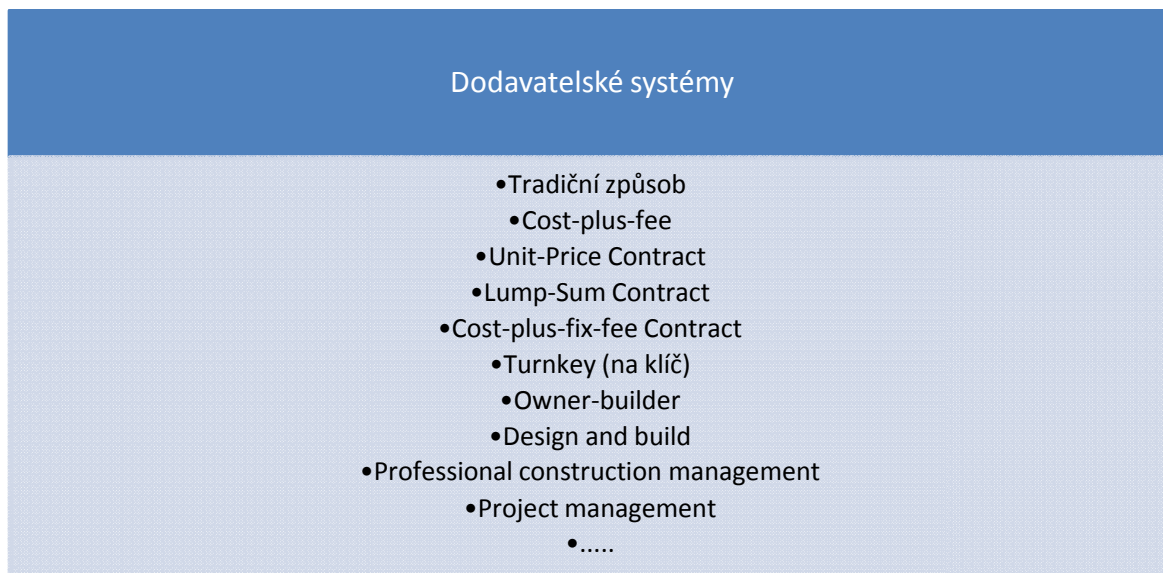 Dodavatelské systémy
•Tradiční způsob
•Cost-plus-fee
•Unit-Price Contract
•Lump-Sum Contract
•Cost-plus-fix-fee Contract
•Turnkey (na klíč)
•Owner-builder
•Design and build
•Professional construction management
•Project management
•.....